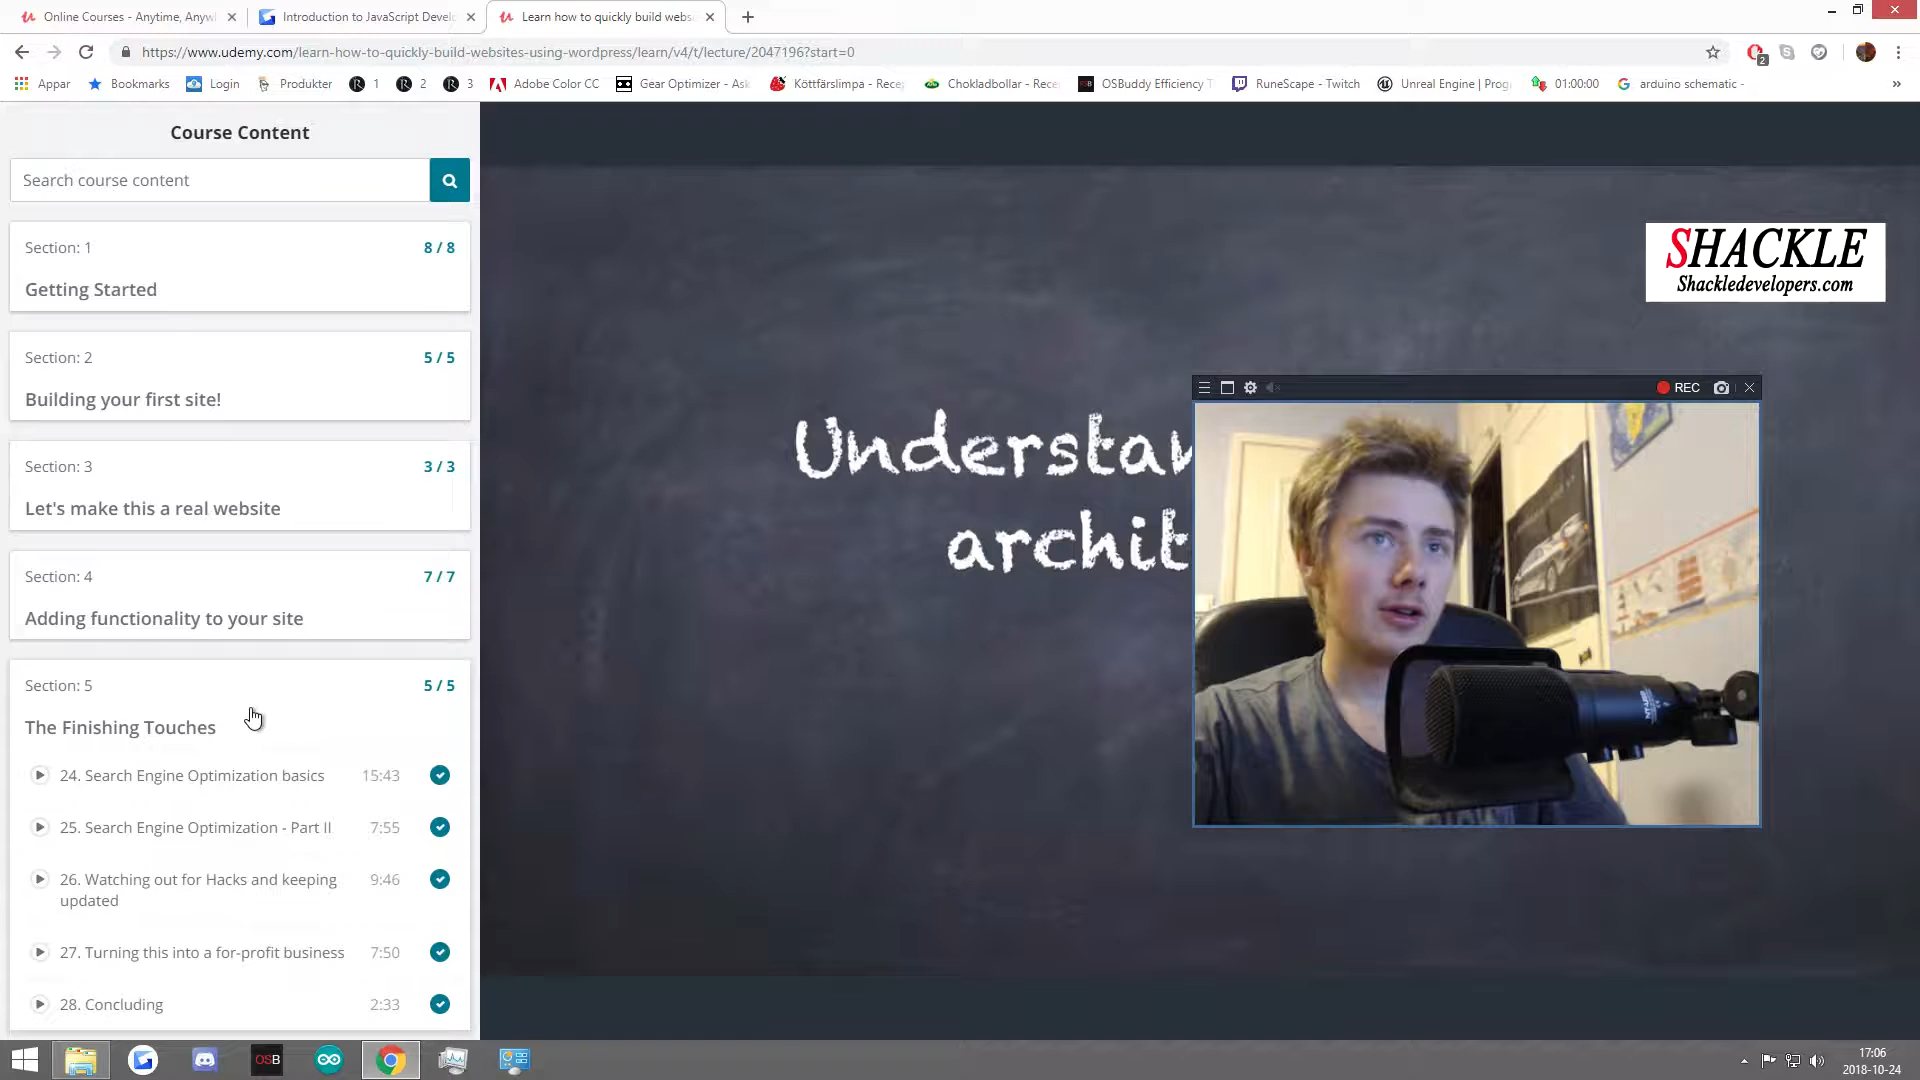 Online Courses - Anytime, Anyw
Introduction to JavaScript Devel
Learn how to quickly build webs
https://www.udemy.com/learn-how-to-quickly-build-websites-using-wordpress/learn/v4/t/lecture/2047196?start=0
2
Appar
Bookmarks
Login
Produkter
1
2
3
Adobe Color CC
Gear Optimizer - Ask
Köttfärslimpa - Rece
Chokladbollar - Rece
OSBuddy Efficiency T
RuneScape - Twitch
Unreal Engine | Prog
01:00:00
arduino schematic -
»
Course Content
Search course content
Section: 1
8 / 8
Getting Started
Section: 2
5 / 5
Building your first site!
Section: 3
3 / 3
Let's make this a real website
Section: 4
7 / 7
Adding functionality to your site
Section: 5
5 / 5
The Finishing Touches
24. Search Engine Optimization basics
15:43
25. Search Engine Optimization - Part II
7:55
26. Watching out for Hacks and keeping
updated
9:46
27. Turning this into a for-profit business
7:50
28. Concluding
2:33
SHACKLE
Shackledevelopers.com
REC
Understan
archit
OSB
17:06
2018-10-24